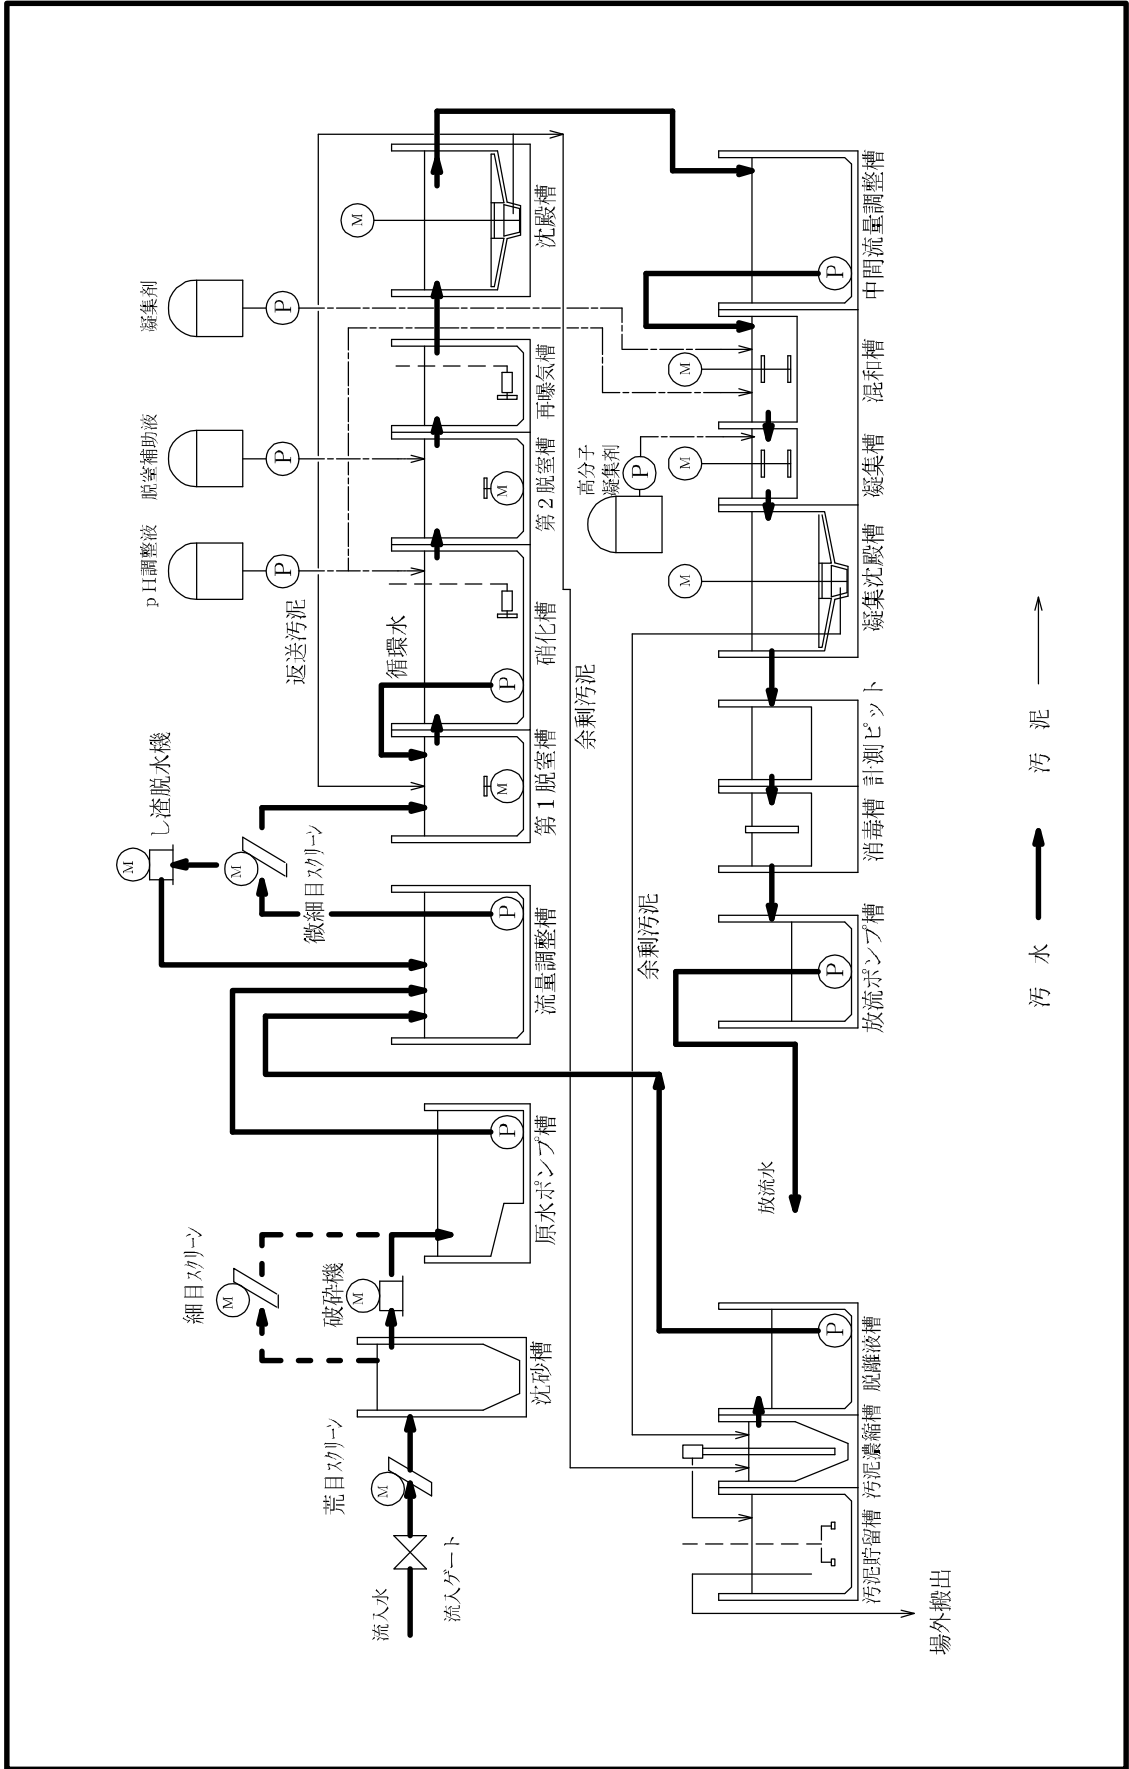 流入水
流入ゲート
荒目スクリーン
M
沈砂槽
細目スクリーン
M
破砕機
M
原水ポンプ槽
P
流量調整槽
P
微細目スクリーン
M
し渣脱水機
M
第1脱窒槽
M
循環水
P
硝化槽
第2脱窒槽
M
再曝気槽
沈殿槽
M
返送汚泥
余剰汚泥
pH調整液
P
脱窒補助液
P
凝集剤
P
中間流量調整槽
P
混和槽
M
凝集槽
M
高分子
凝集剤
P
凝集沈殿槽
M
計測ピット
消毒槽
放流ポンプ槽
P
放流水
余剰汚泥
脱離液槽
P
汚泥濃縮槽
汚泥貯留槽
場外搬出
汚水
汚泥